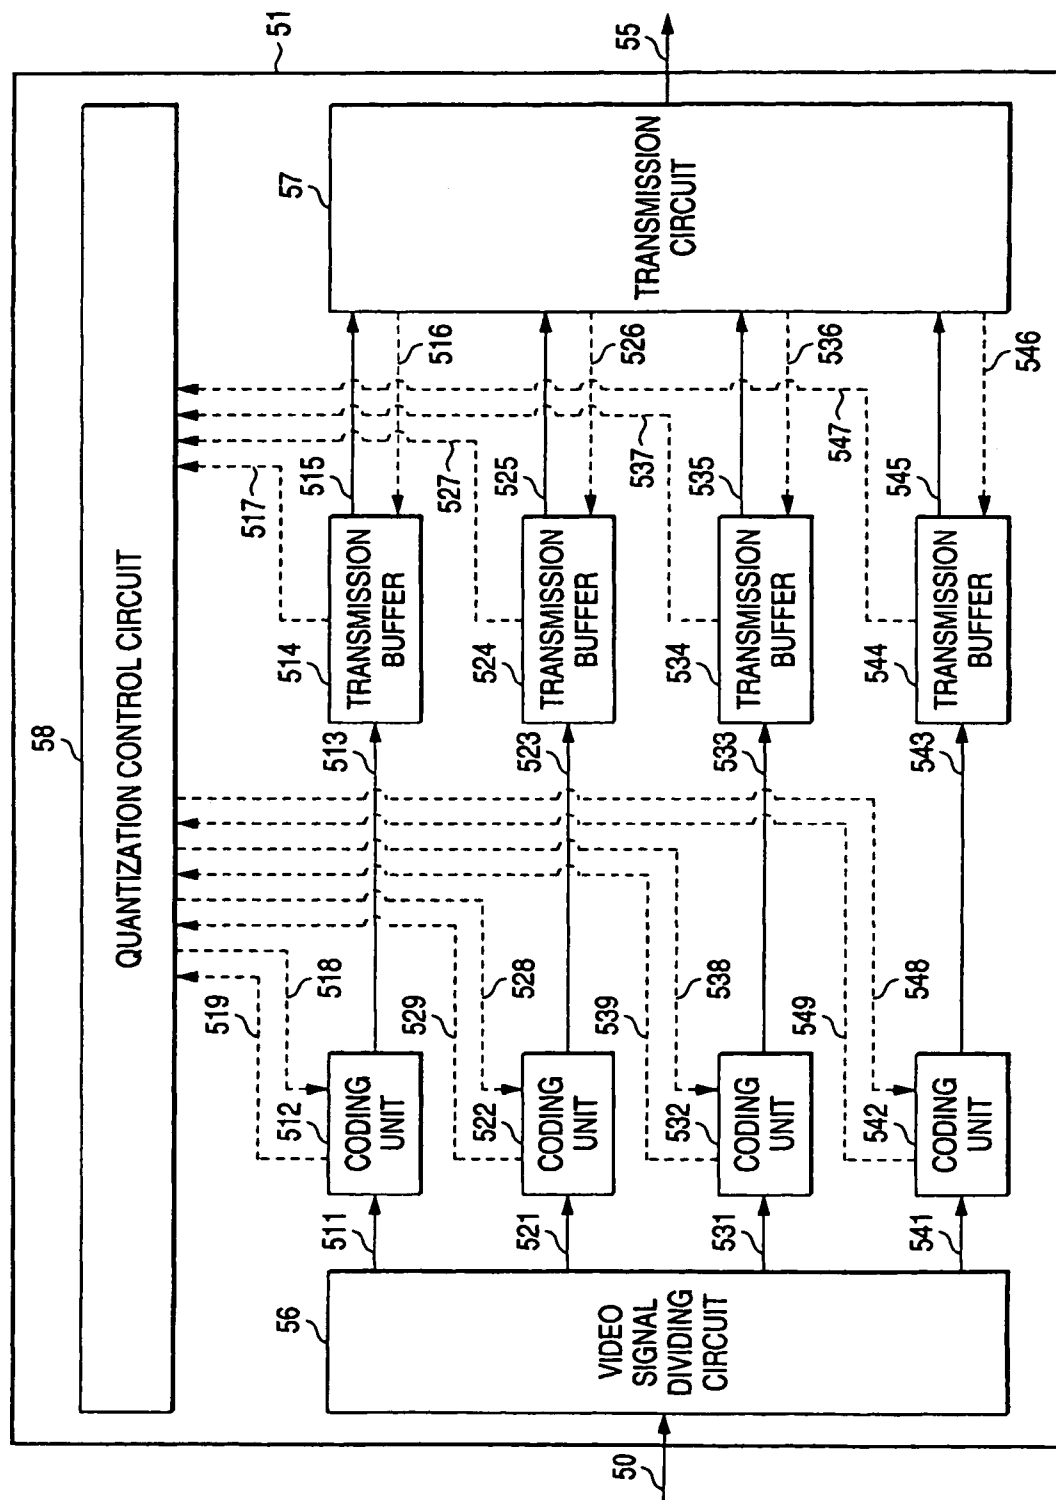 51
58
QUANTIZATION CONTROL CIRCUIT
519
518
529
528
539
538
549
548
517
527
537
547
50
56
VIDEO
SIGNAL
DIVIDING
CIRCUIT
511
512
CODING
UNIT
513
514
TRANSMISSION
BUFFER
515
516
521
522
CODING
UNIT
523
524
TRANSMISSION
BUFFER
525
526
531
532
CODING
UNIT
533
534
TRANSMISSION
BUFFER
535
536
541
542
CODING
UNIT
543
544
TRANSMISSION
BUFFER
545
546
57
TRANSMISSION
CIRCUIT
55